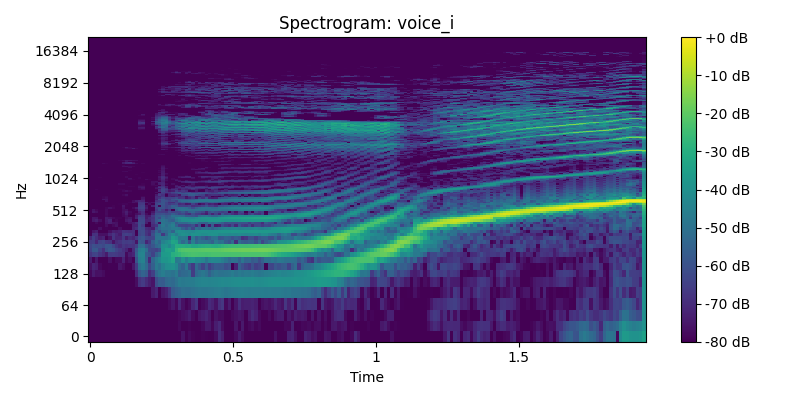 Spectrogram: voice_i
16384
8192
4096
2048
1024
512
256
128
64
0
Hz
0
0.5
1
1.5
Time
+0 dB
-10 dB
-20 dB
-30 dB
-40 dB
-50 dB
-60 dB
-70 dB
-80 dB